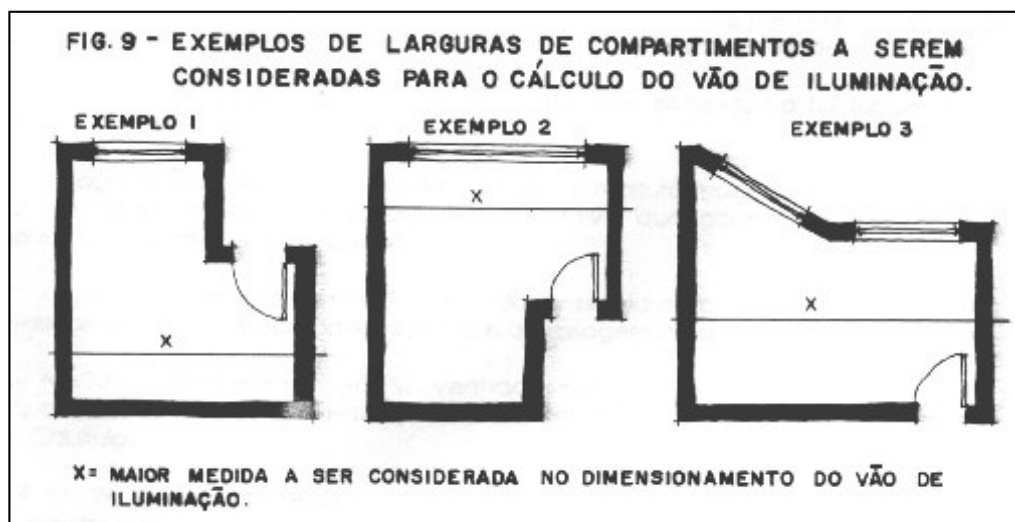 FIG. 9 - EXEMPLOS DE LARGURAS DE COMPARTIMENTOS A SEREM
CONSIDERADAS PARA O CÁLCULO DO VÃO DE ILUMINAÇÃO.
EXEMPLO 1
EXEMPLO 2
EXEMPLO 3
X
X
X
X= MAIOR MEDIDA A SER CONSIDERADA NO DIMENSIONAMENTO DO VÃO DE
ILUMINAÇÃO.